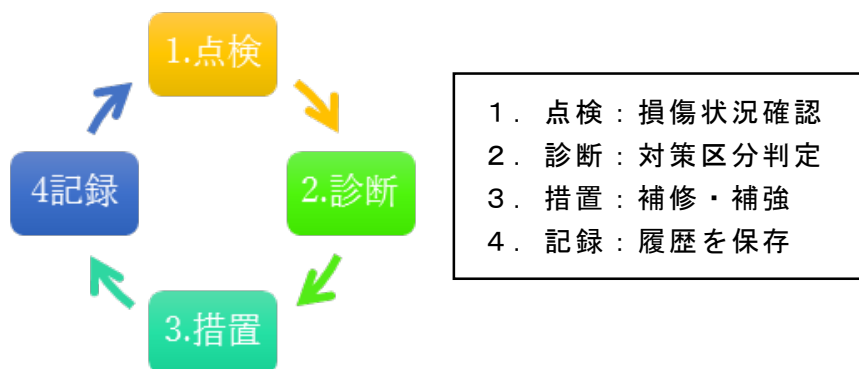 1.点検
2.診断
3.措置
4記録
1. 点検：損傷状況確認
2. 診断：対策区分判定
3. 措置：補修・補強
4. 記録：履歴を保存